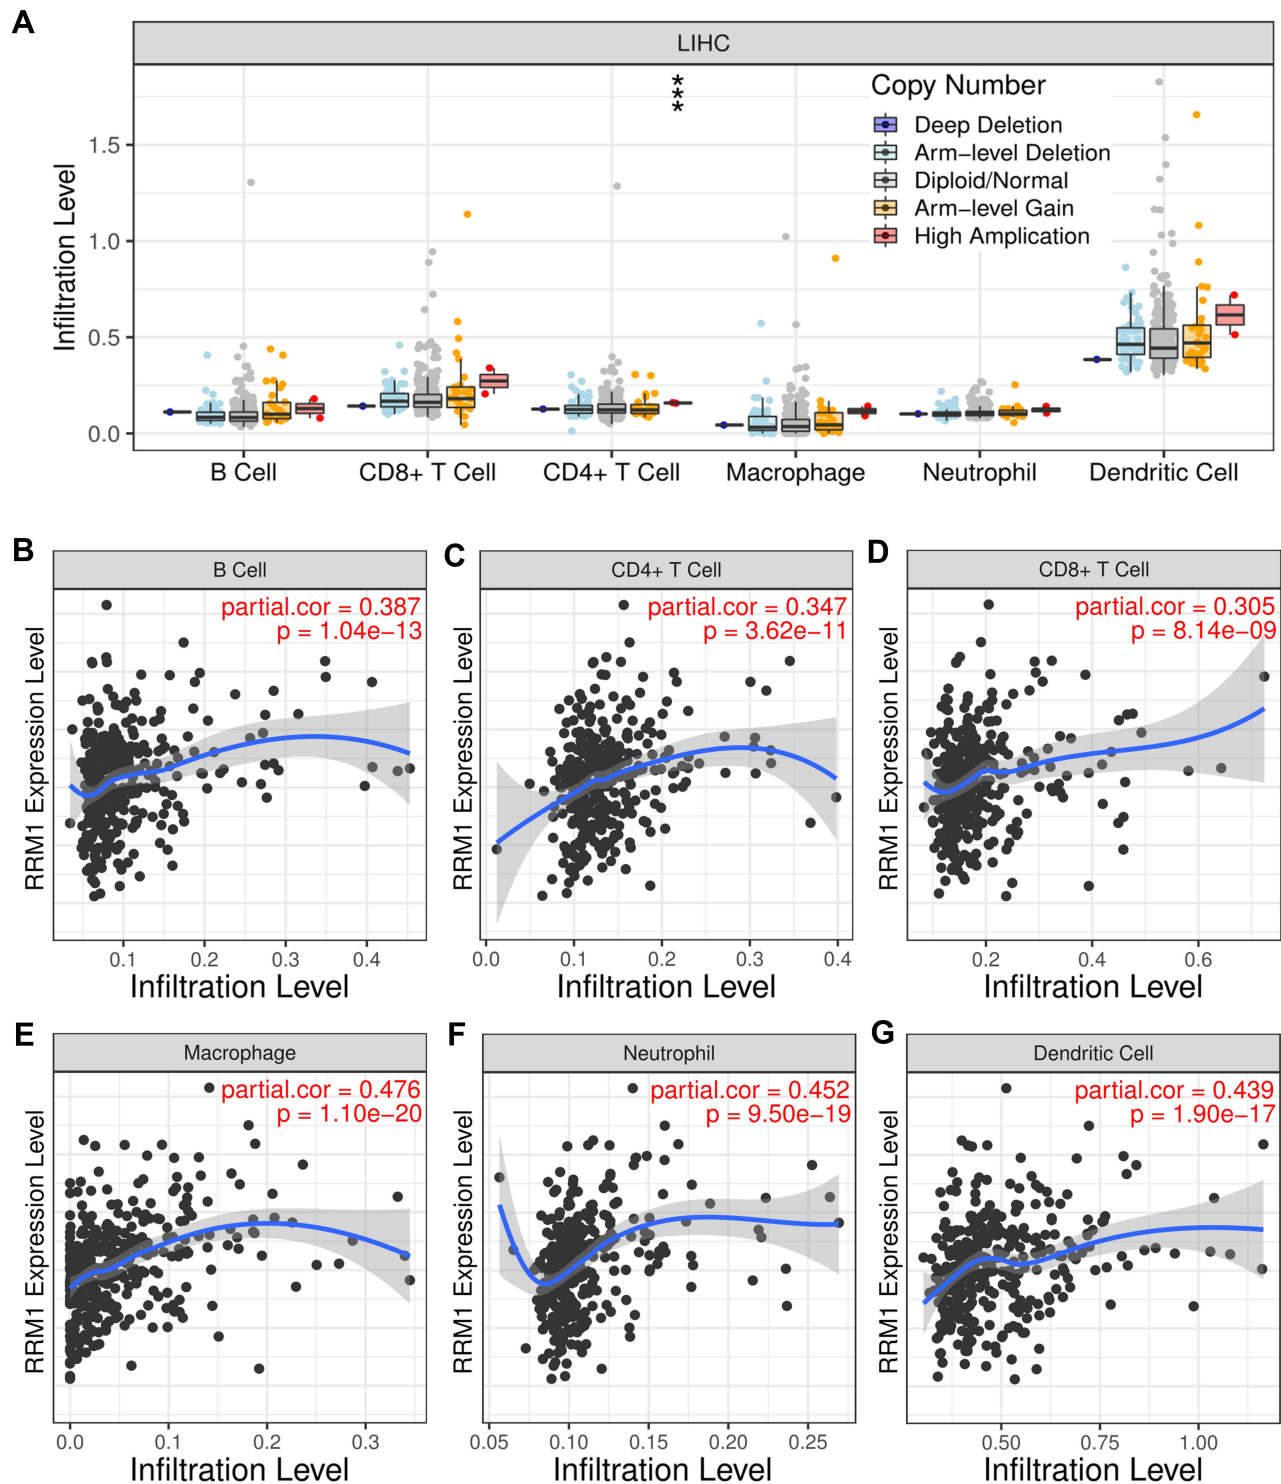 A
LIHC
***
Copy Number
Deep Deletion
Arm−level Deletion
Diploid/Normal
Arm−level Gain
High Amplication
Infiltration Level
1.5
1.0
0.5
0.0
B Cell
CD8+ T Cell
CD4+ T Cell
Macrophage
Neutrophil
Dendritic Cell
B
B Cell
partial.cor = 0.387
p = 1.04e−13
RRM1 Expression Level
0.1
0.2
0.3
0.4
Infiltration Level
C
CD4+ T Cell
partial.cor = 0.347
p = 3.62e−11
RRM1 Expression Level
0.0
0.1
0.2
0.3
0.4
Infiltration Level
D
CD8+ T Cell
partial.cor = 0.305
p = 8.14e−09
RRM1 Expression Level
0.2
0.4
0.6
Infiltration Level
E
Macrophage
partial.cor = 0.476
p = 1.10e−20
RRM1 Expression Level
0.0
0.1
0.2
0.3
Infiltration Level
F
Neutrophil
partial.cor = 0.452
p = 9.50e−19
RRM1 Expression Level
0.05
0.10
0.15
0.20
0.25
Infiltration Level
G
Dendritic Cell
partial.cor = 0.439
p = 1.90e−17
RRM1 Expression Level
0.50
0.75
1.00
Infiltration Level